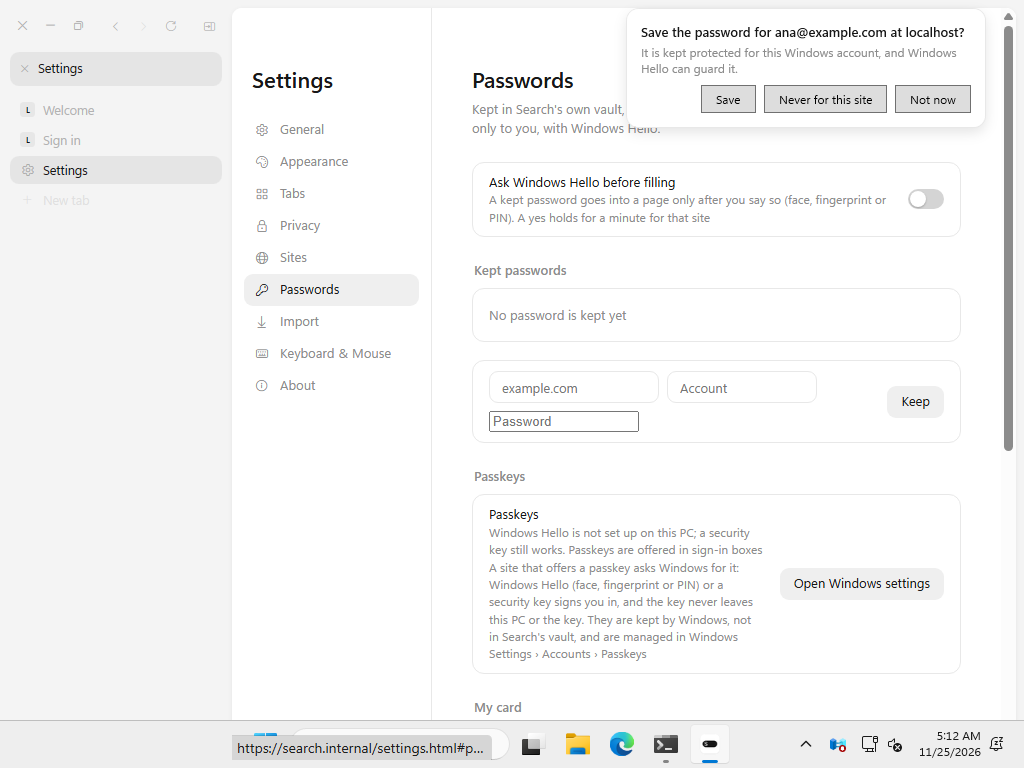 Settings
L Welcome
L Sign in
Settings
New tab
Settings
General
Appearance
Tabs
Privacy
Sites
Passwords
Import
Keyboard & Mouse
About
Save the password for ana@example.com at localhost?
It is kept protected for this Windows account, and Windows
Hello can guard it.
Save
Never for this site
Not now
Passwords
Kept in Search's own vault,
only to you, with Windows Hello.
Ask Windows Hello before filling
A kept password goes into a page only after you say so (face, fingerprint or
PIN). A yes holds for a minute for that site
Kept passwords
No password is kept yet
example.com
Account
Password
Keep
Passkeys
Passkeys
Windows Hello is not set up on this PC; a security
key still works. Passkeys are offered in sign-in boxes
A site that offers a passkey asks Windows for it:
Windows Hello (face, fingerprint or PIN) or a
security key signs you in, and the key never leaves
this PC or the key. They are kept by Windows, not
in Search's vault, and are managed in Windows
Settings › Accounts › Passkeys
Open Windows settings
My card
https://search.internal/settings.html#p...
5:12 AM
11/25/2026